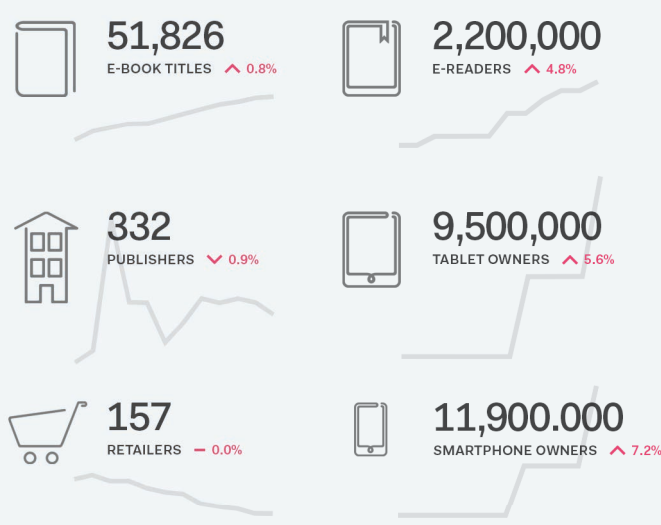 51,826
E-BOOK TITLES 0.8%
2,200,000
E-READERS 4.8%
332
PUBLISHERS 0.9%
9,500,000
TABLET OWNERS 5.6%
157
RETAILERS – 0.0%
11,900.000
SMARTPHONE OWNERS 7.2%